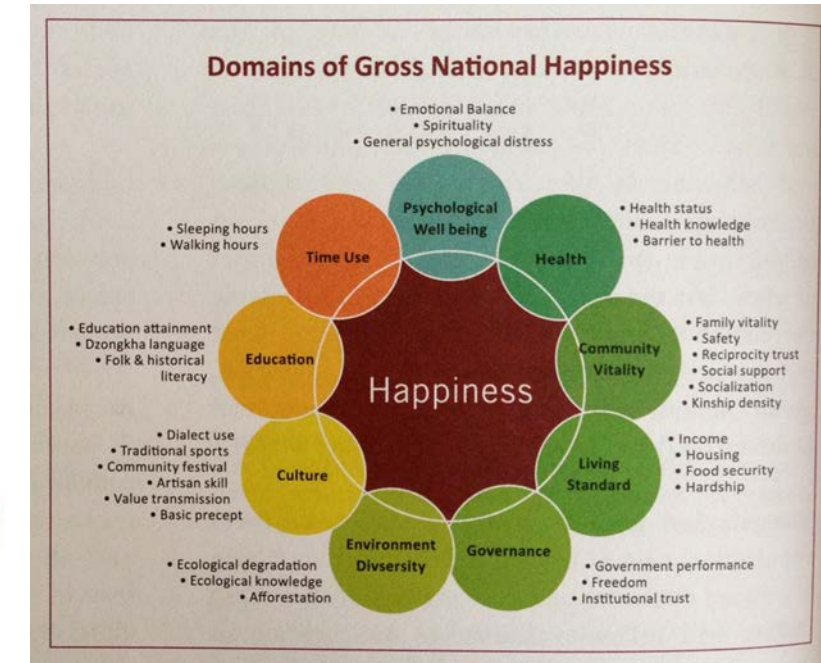 Domains of Gross National Happiness
• Emotional Balance
• Spirituality
• General psychological distress
Psychological
Well being
• Health status
• Health knowledge
• Barrier to health
Health
• Family vitality
• Safety
• Reciprocity trust
• Social support
• Socialization
• Kinship density
Community
Vitality
• Income
• Housing
• Food security
• Hardship
Living
Standard
• Government performance
• Freedom
• Institutional trust
Governance
Environment
Divsersity
• Ecological degradation
• Ecological knowledge
• Afforestation
Culture
• Dialect use
• Traditional sports
• Community festival
• Artisan skill
• Value transmission
• Basic precept
Education
• Education attainment
• Dzongkha language
• Folk & historical
literacy
Time Use
• Sleeping hours
• Walking hours
Happiness